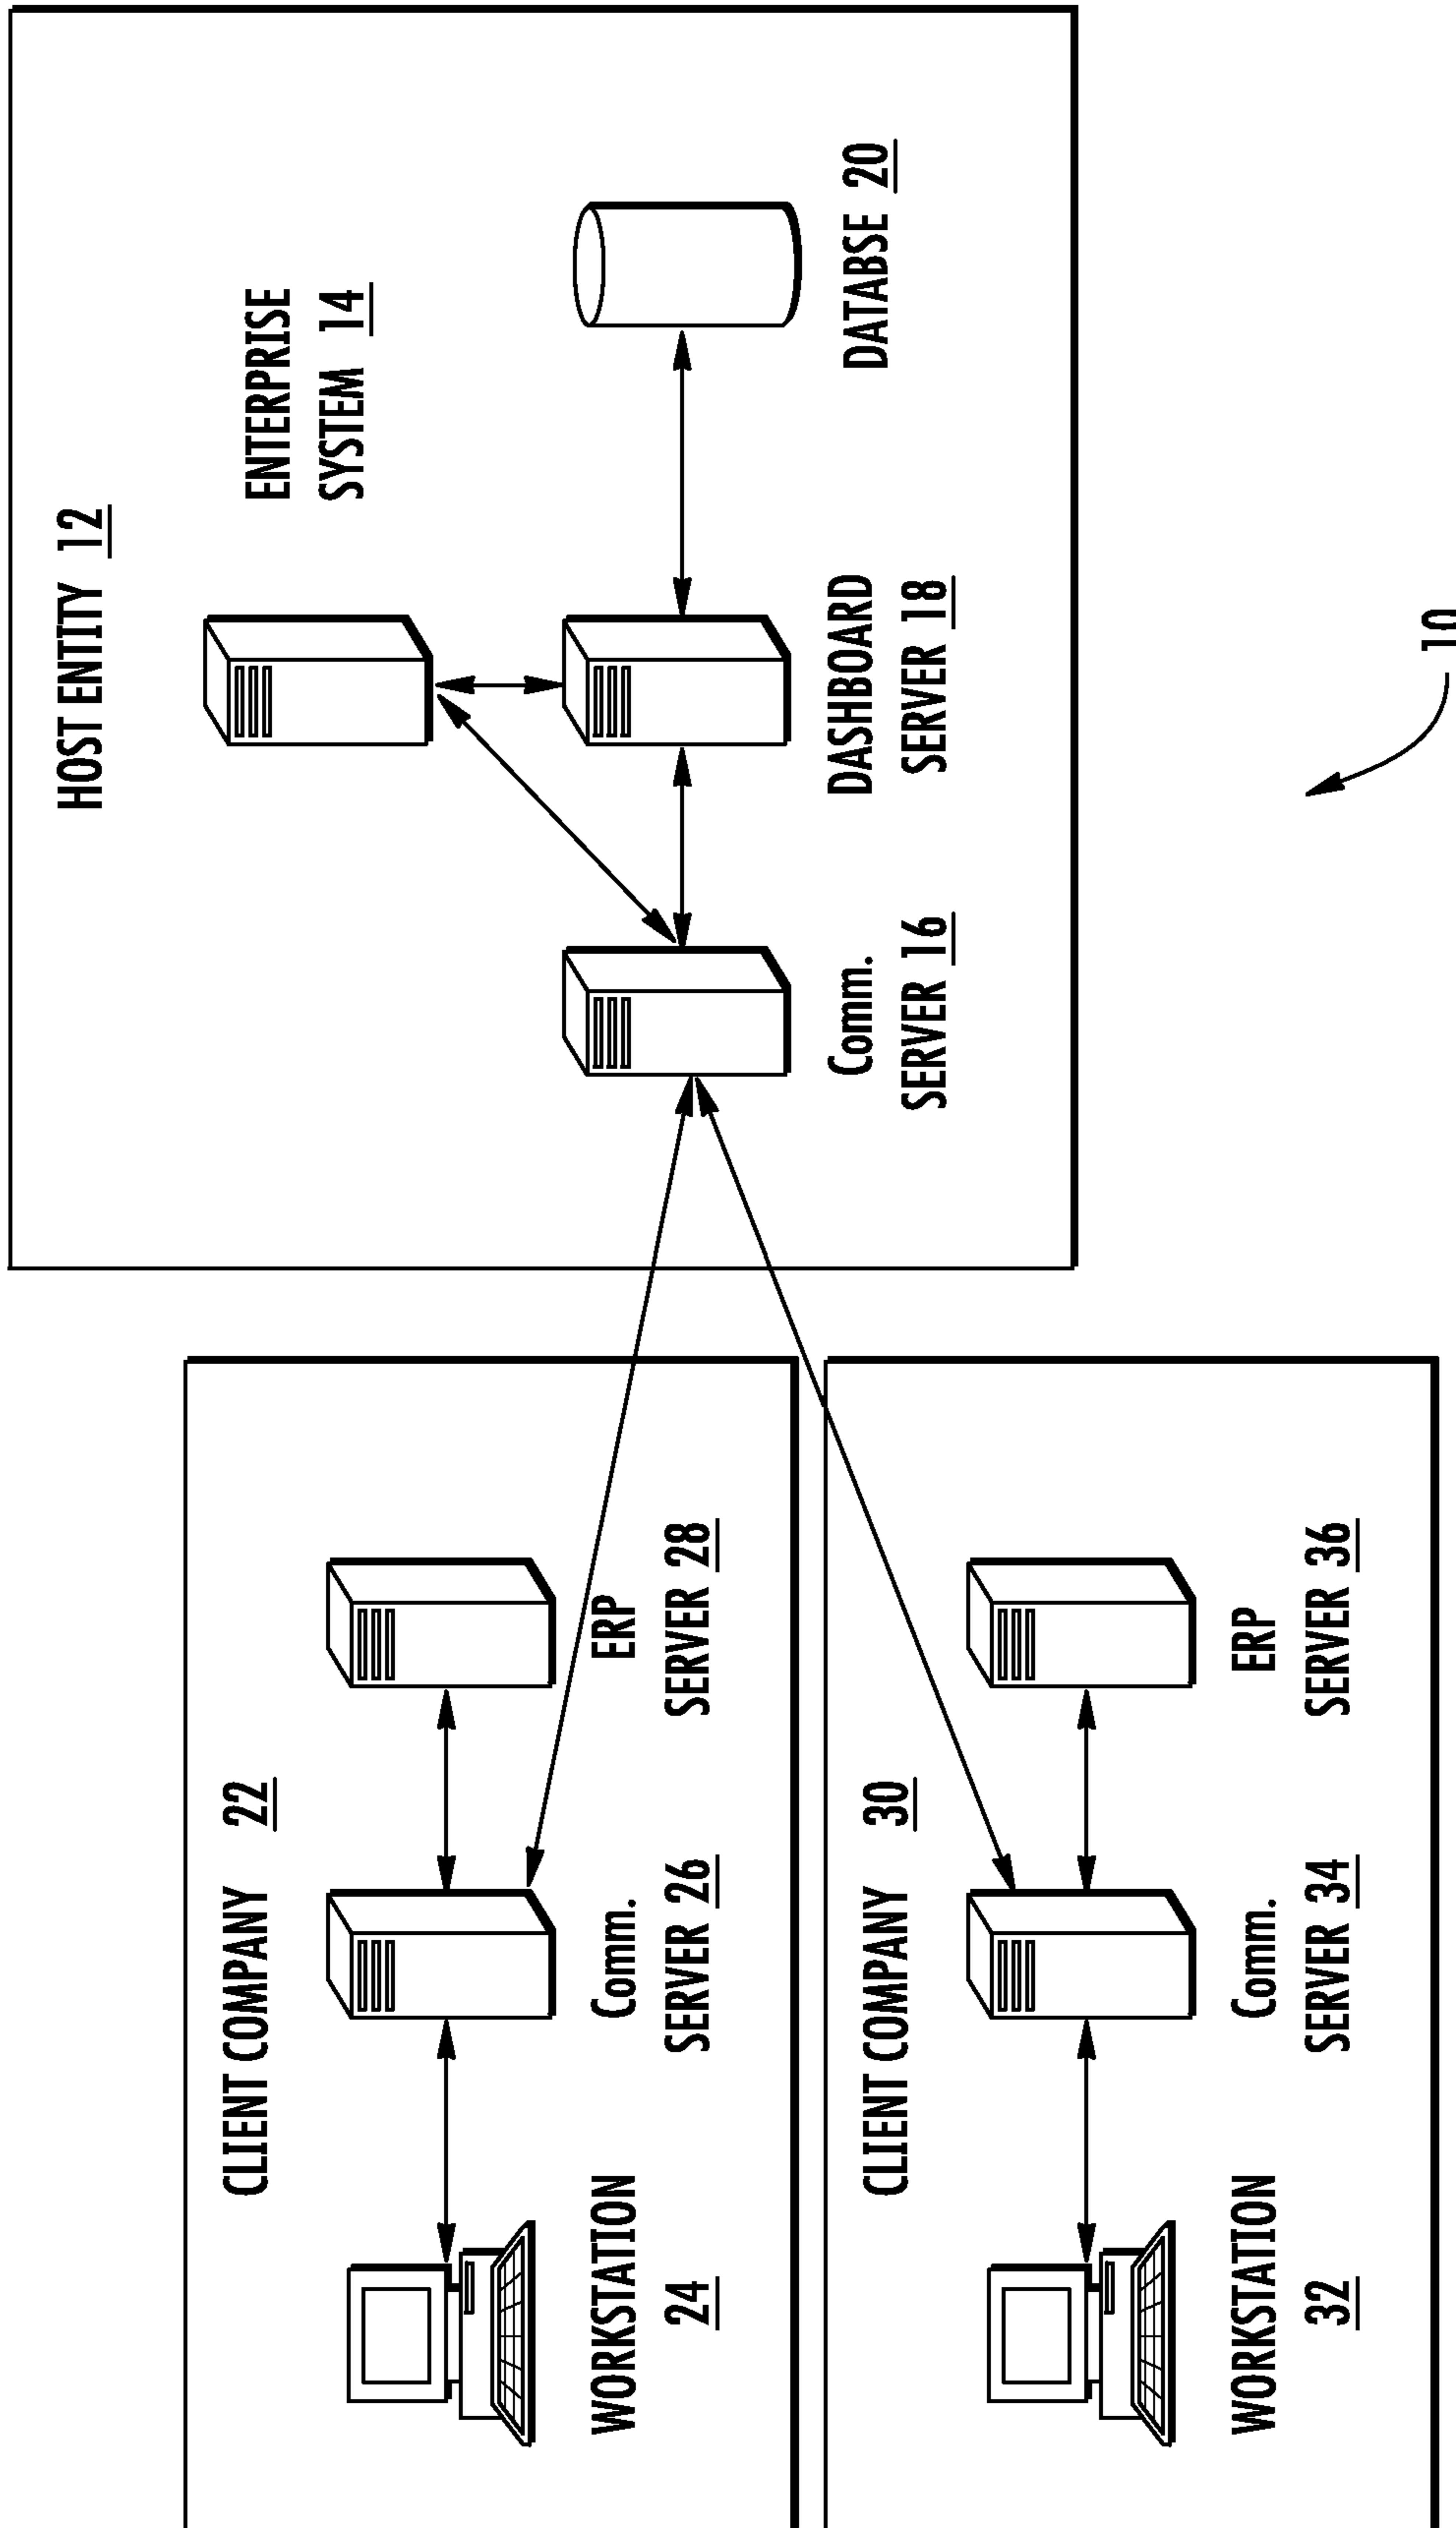 HOST ENTITY 12
ENTERPRISE
SYSTEM 14
Comm.
SERVER 16
DASHBOARD
SERVER 18
DATABSE 20
CLIENT COMPANY 22
WORKSTATION
24
Comm.
SERVER 26
ERP
SERVER 28
CLIENT COMPANY 30
WORKSTATION
32
Comm.
SERVER 34
ERP
SERVER 36
10